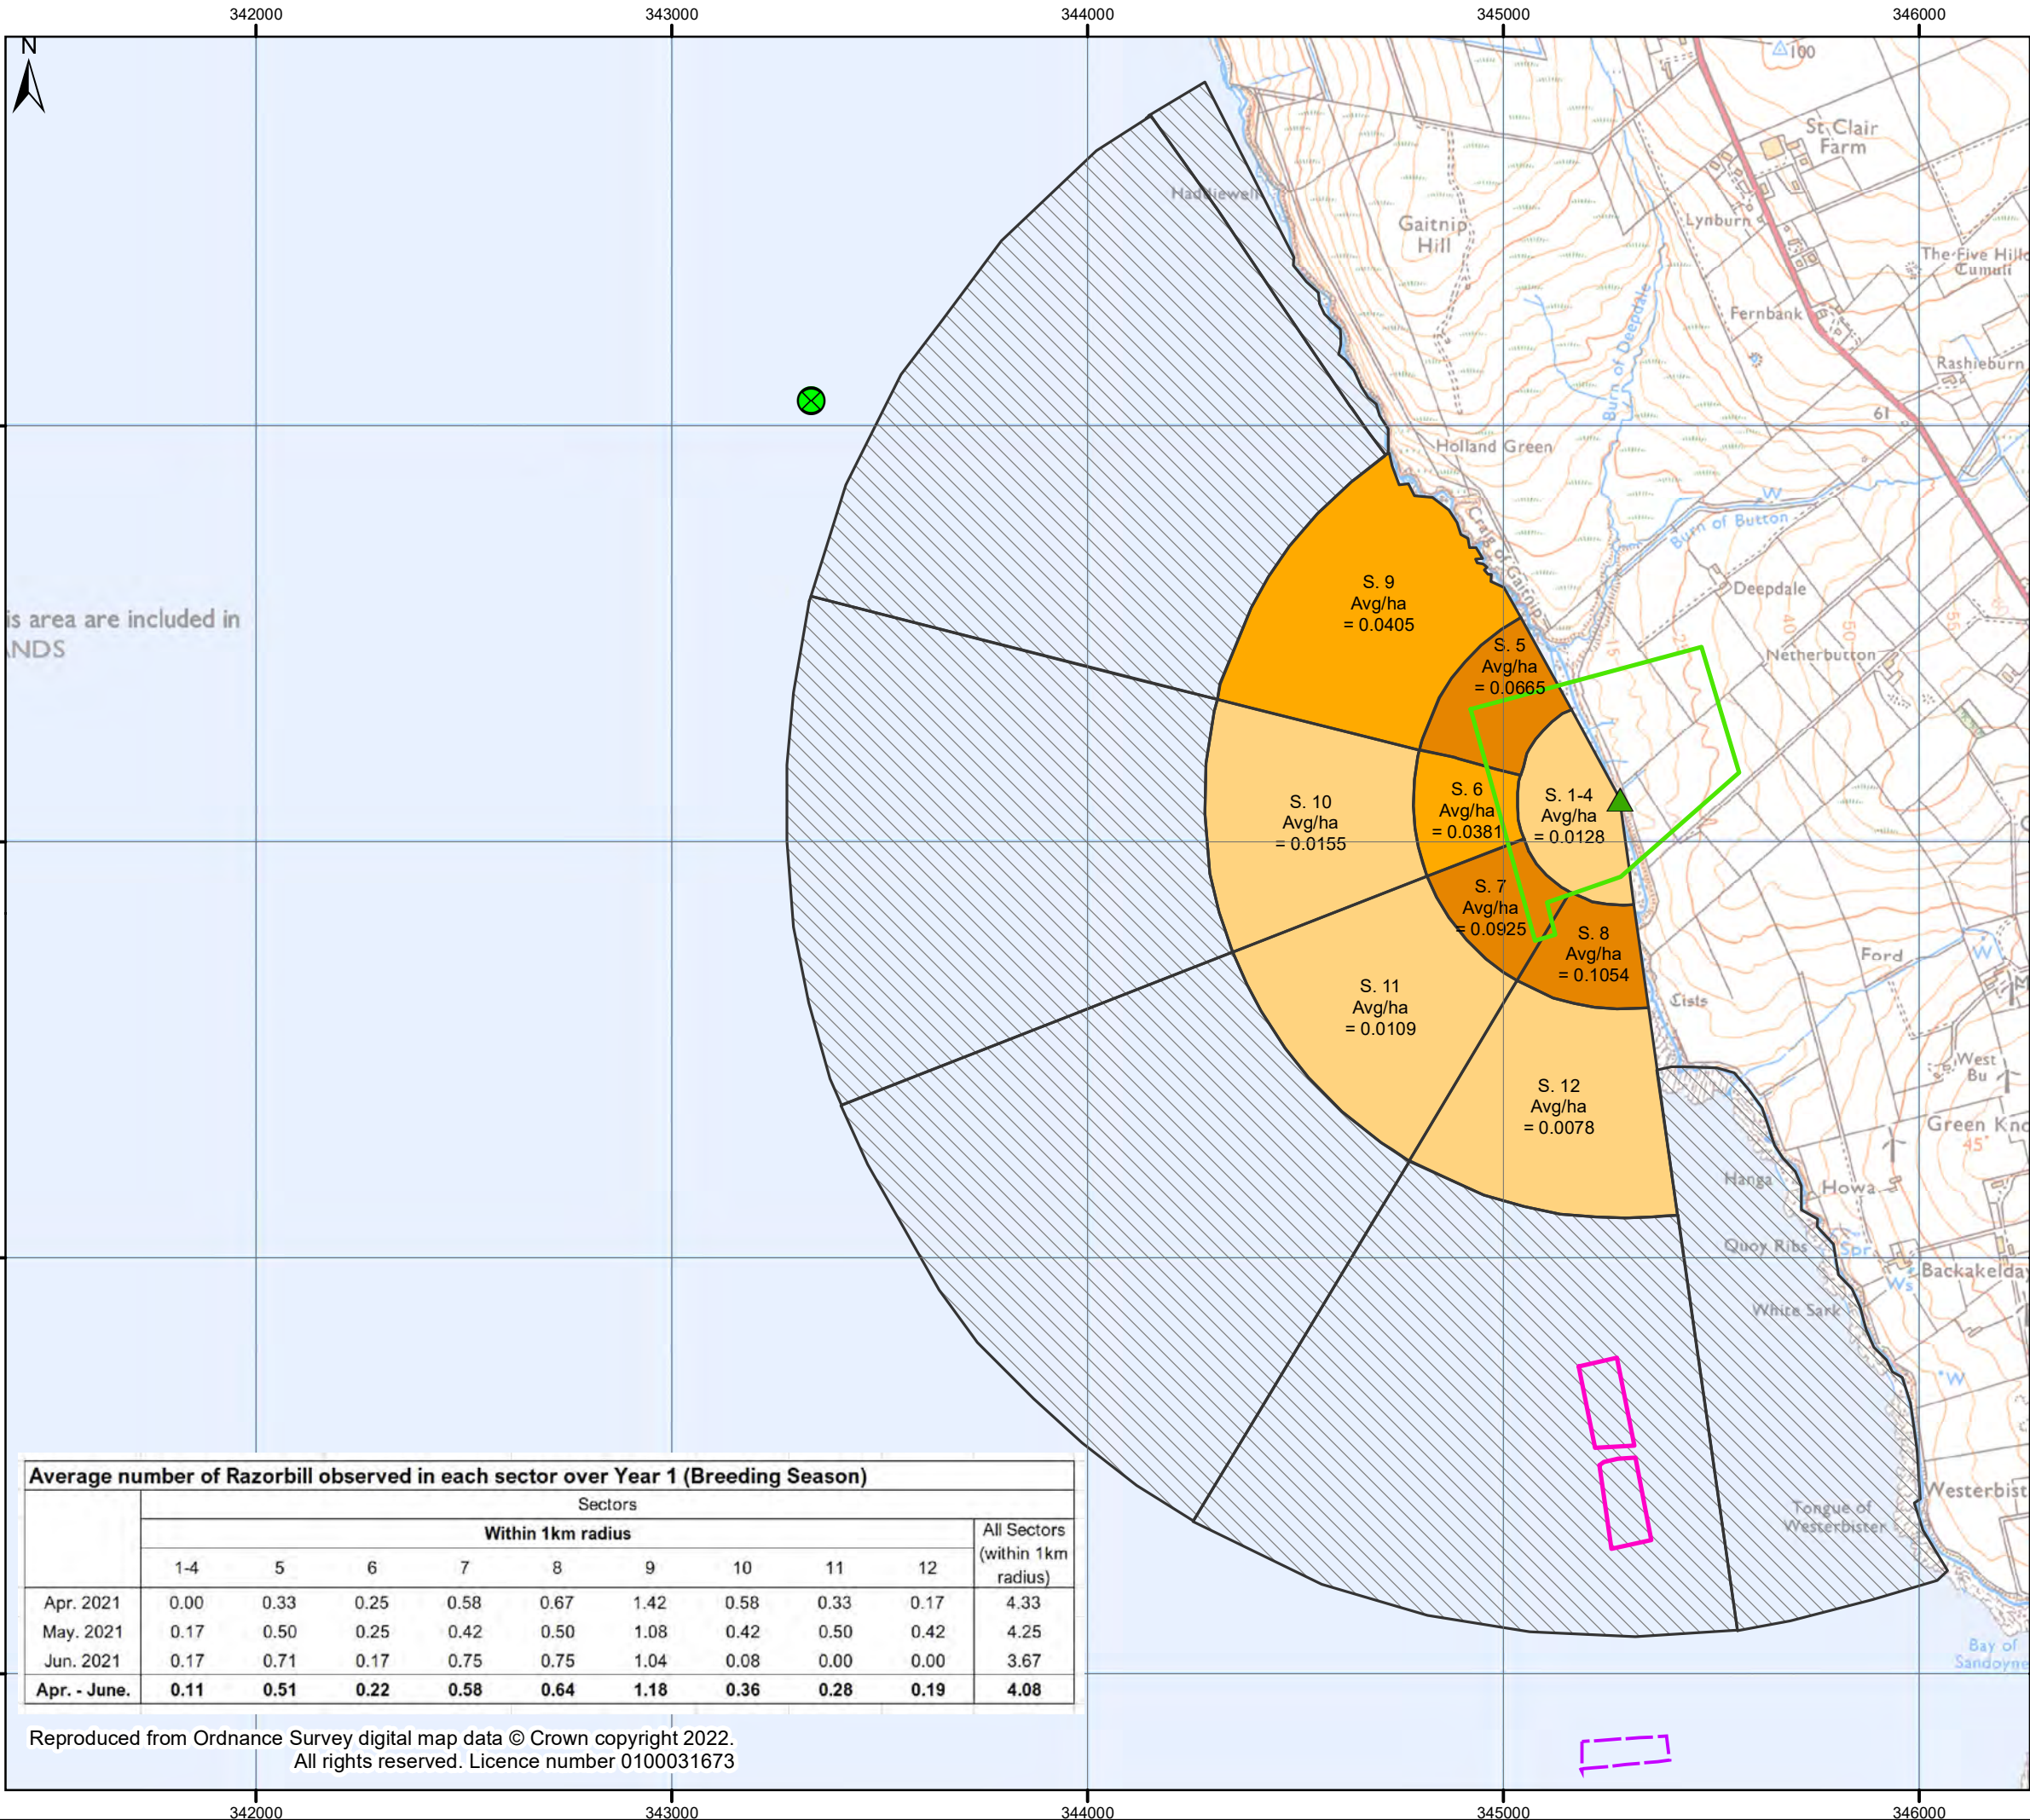 342000 343000 344000 345000 346000
N
100
St Clair
Farm
Haddiewell
Gaitnip
Hill
Lynburn
The Five Hills
Tumuli
Burn of Deepdale
Fernbank
Rashieburn
61
Holland Green
W
Burn of Button
Craig of Gaitnip
Deepdale
is area are included in
NDS
S. 9
Avg/ha
= 0.0405
15
40
50
55
60
S. 5
Avg/ha
= 0.0665
Netherbutton
S. 10
Avg/ha
= 0.0155
S. 6
Avg/ha
= 0.0381
S. 1-4
Avg/ha
= 0.0128
S. 7
Avg/ha
= 0.0925
S. 8
Avg/ha
= 0.1054
Ford
W
Cists
S. 11
Avg/ha
= 0.0109
S. 12
Avg/ha
= 0.0078
West
Bu
Green Kno
45
Hanga
Howa
Quoy Ribs
Spr
Ws
Backakelday
White Sark
W
Westerbist
Tongue of
Westerbister
Bay of
Sandoyne
Average number of Razorbill observed in each sector over Year 1 (Breeding Season)
Sectors
Within 1km radius
All Sectors
(within 1km
radius)
1-4 5 6 7 8 9 10 11 12
Apr. 2021 0.00 0.33 0.25 0.58 0.67 1.42 0.58 0.33 0.17 4.33
May. 2021 0.17 0.50 0.25 0.42 0.50 1.08 0.42 0.50 0.42 4.25
Jun. 2021 0.17 0.71 0.17 0.75 0.75 1.04 0.08 0.00 0.00 3.67
Apr. - June. 0.11 0.51 0.22 0.58 0.64 1.18 0.36 0.28 0.19 4.08
Reproduced from Ordnance Survey digital map data © Crown copyright 2022.
All rights reserved. Licence number 0100031673
342000 343000 344000 345000 346000